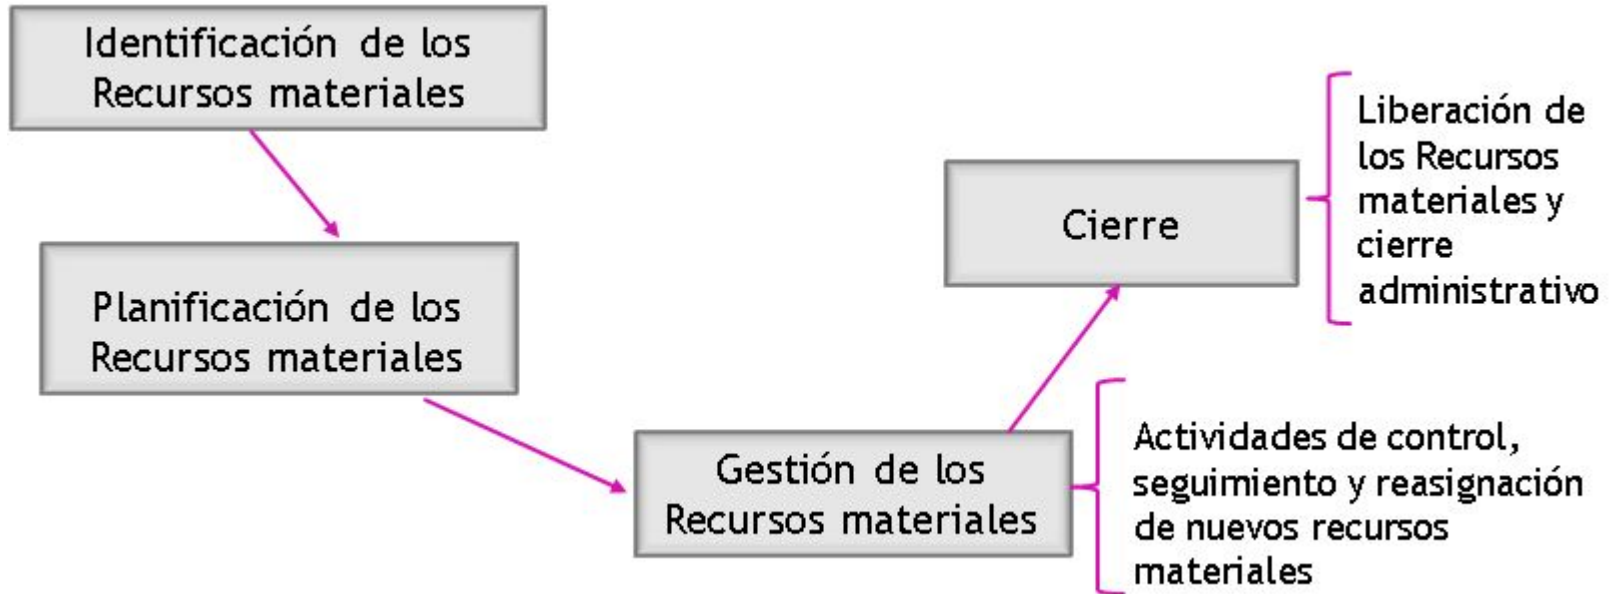 Identificación de los
Recursos materiales
Planificación de los
Recursos materiales
Gestión de los
Recursos materiales
Actividades de control,
seguimiento y reasignación
de nuevos recursos
materiales
Cierre
Liberación de
los Recursos
materiales y
cierre
administrativo